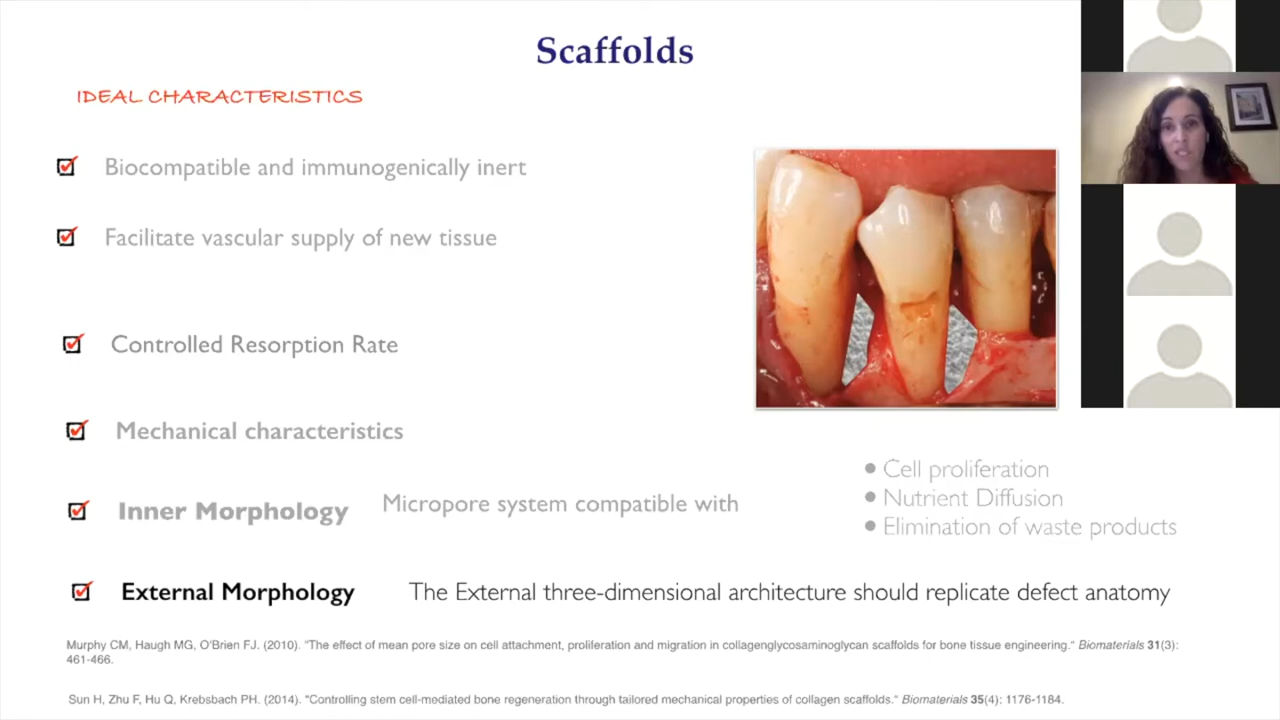 Scaffolds
IDEAL CHARACTERISTICS
Biocompatible and immunogenically inert
Facilitate vascular supply of new tissue
Controlled Resorption Rate
Mechanical characteristics
Inner Morphology Micropore system compatible with
• Cell proliferation
• Nutrient Diffusion
• Elimination of waste products
External Morphology The External three-dimensional architecture should replicate defect anatomy
Murphy CM, Haugh MG, O'Brien FJ. (2010). "The effect of mean pore size on cell attachment, proliferation and migration in collagenglycosaminoglycan scaffolds for bone tissue engineering." Biomaterials 31(3):
461-466.
Sun H, Zhu F, Hu Q, Krebsbach PH. (2014). "Controlling stem cell-mediated bone regeneration through tailored mechanical properties of collagen scaffolds." Biomaterials 35(4): 1176-1184.